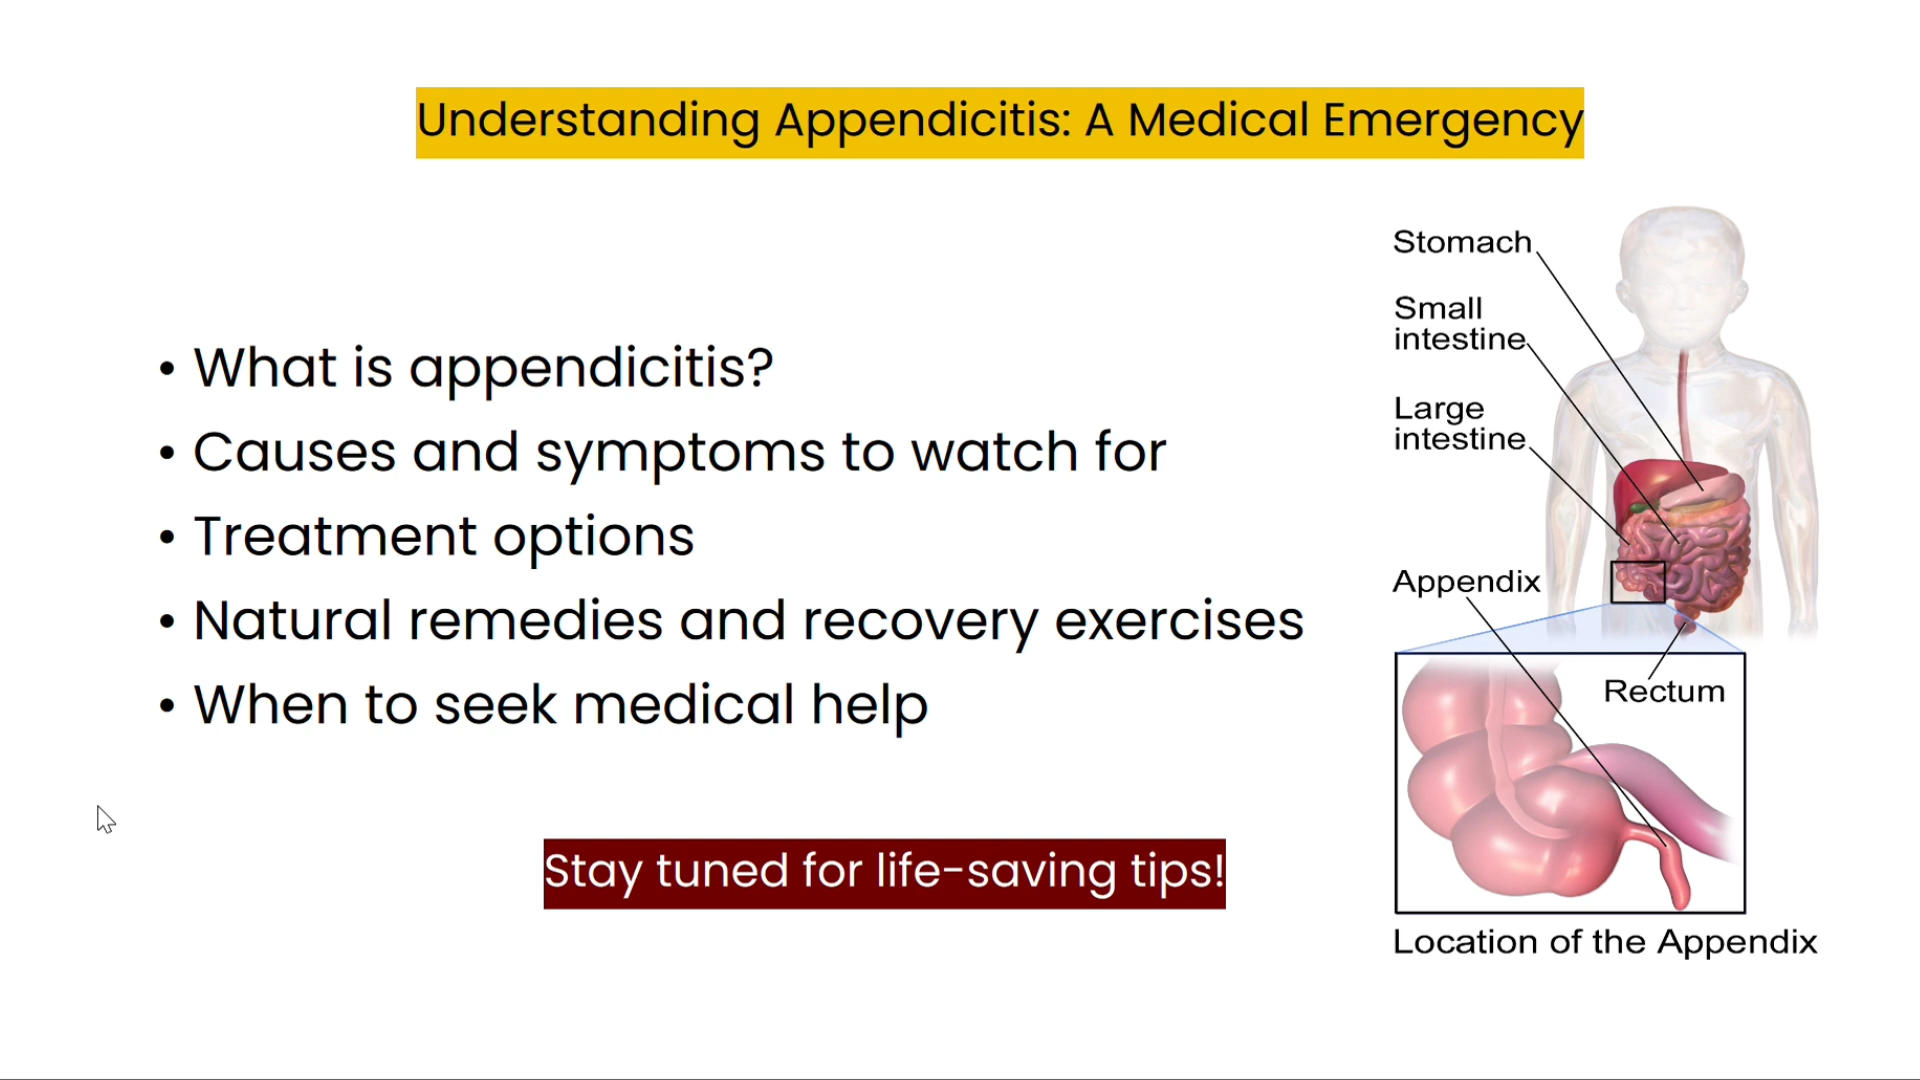 Understanding Appendicitis: A Medical Emergency
• What is appendicitis?
• Causes and symptoms to watch for
• Treatment options
• Natural remedies and recovery exercises
• When to seek medical help
Stay tuned for life-saving tips!
Stomach
Small
intestine
Large
intestine
Appendix
Rectum
Location of the Appendix